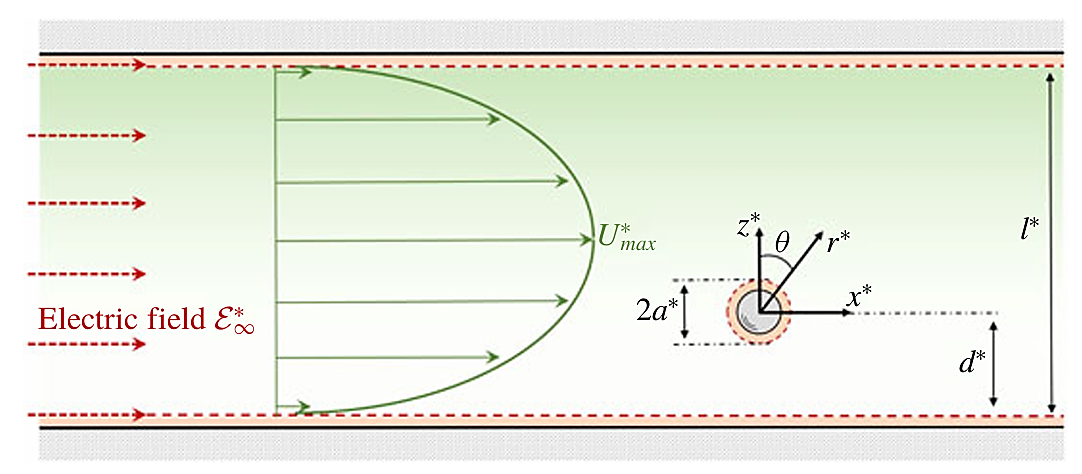 U*max
z*
θ
r*
l*
Electric field ℰ*∞
2a*
x*
d*